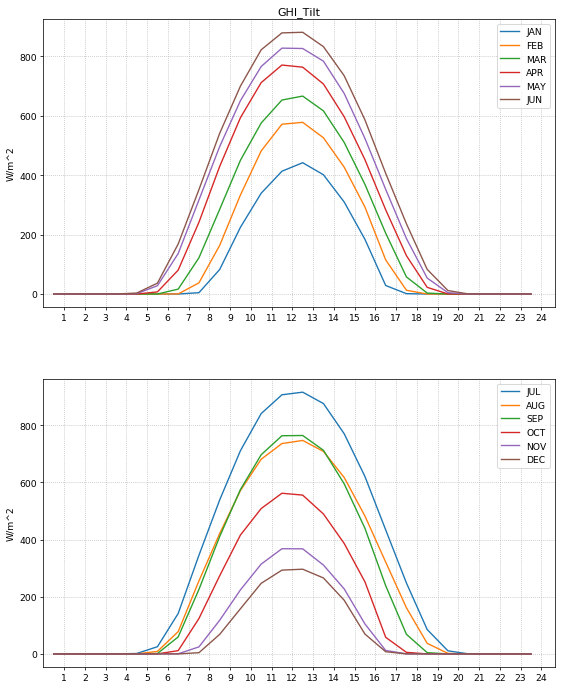 GHI_Tilt
JAN
FEB
MAR
APR
MAY
JUN
W/m^2
800
600
400
200
0
1 2 3 4 5 6 7 8 9 10 11 12 13 14 15 16 17 18 19 20 21 22 23 24
JUL
AUG
SEP
OCT
NOV
DEC
W/m^2
800
600
400
200
0
1 2 3 4 5 6 7 8 9 10 11 12 13 14 15 16 17 18 19 20 21 22 23 24